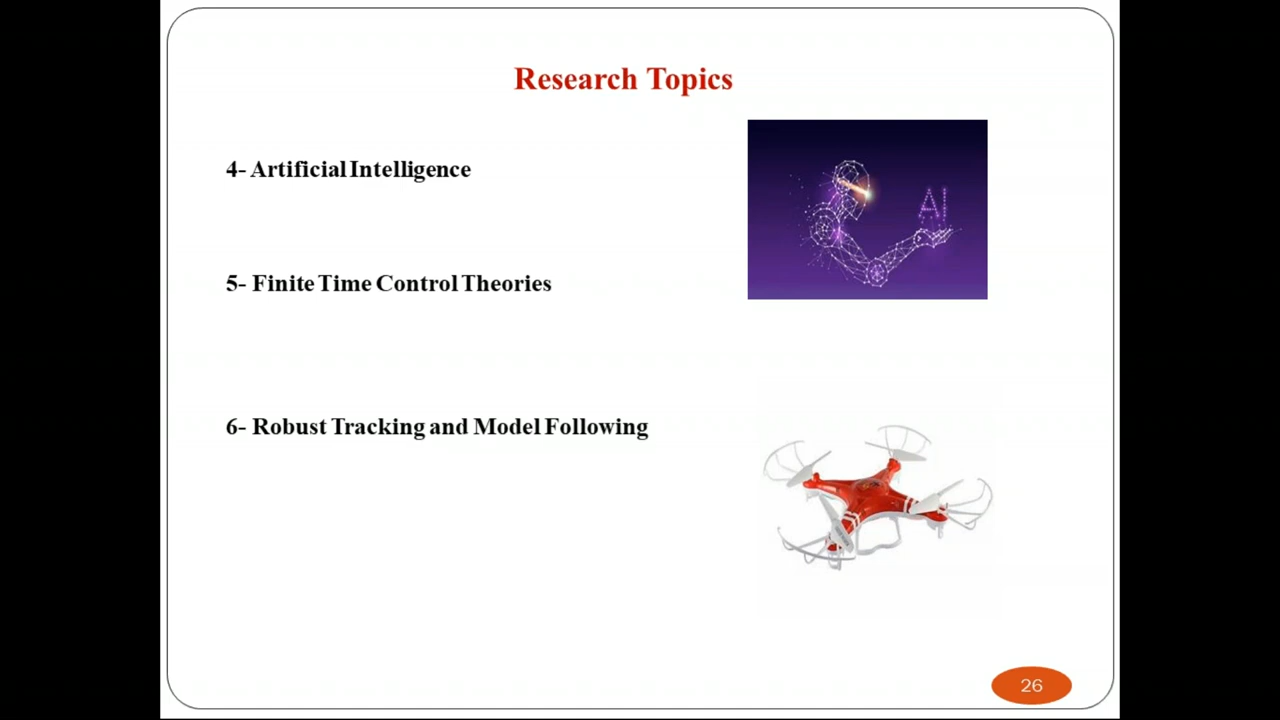 Research Topics
4- Artificial Intelligence
AI
5- Finite Time Control Theories
6- Robust Tracking and Model Following
26